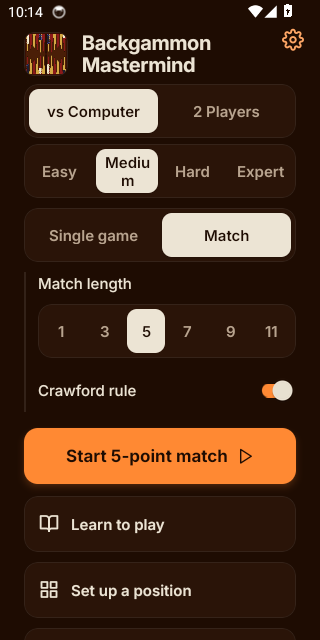 10:14
Backgammon
Mastermind
vs Computer
2 Players
Easy
Mediu
m
Hard
Expert
Single game
Match
Match length
1 3 5 7 9 11
Crawford rule
Start 5-point match
Learn to play
Set up a position